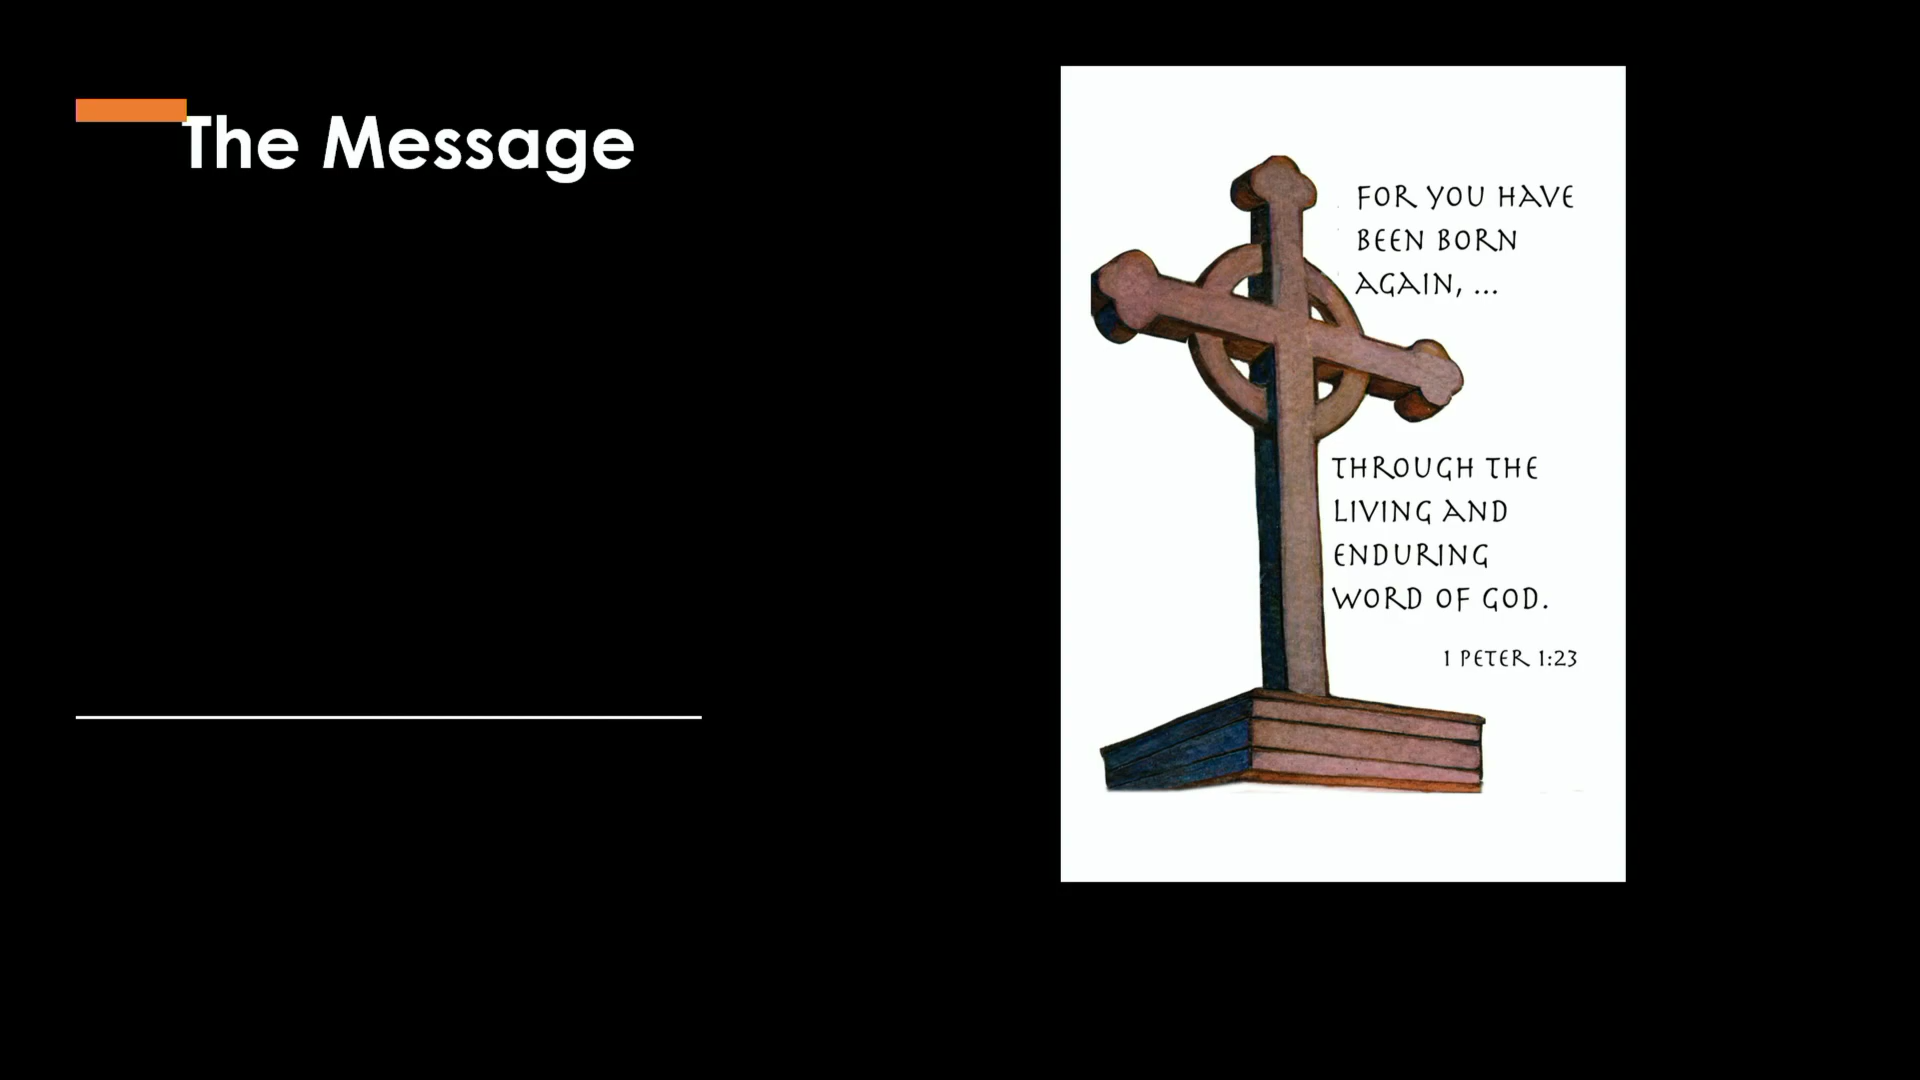 The Message
FOR YOU HAVE
BEEN BORN
AGAIN, ...
THROUGH THE
LIVING AND
ENDURING
WORD OF GOD.
1 PETER 1:23